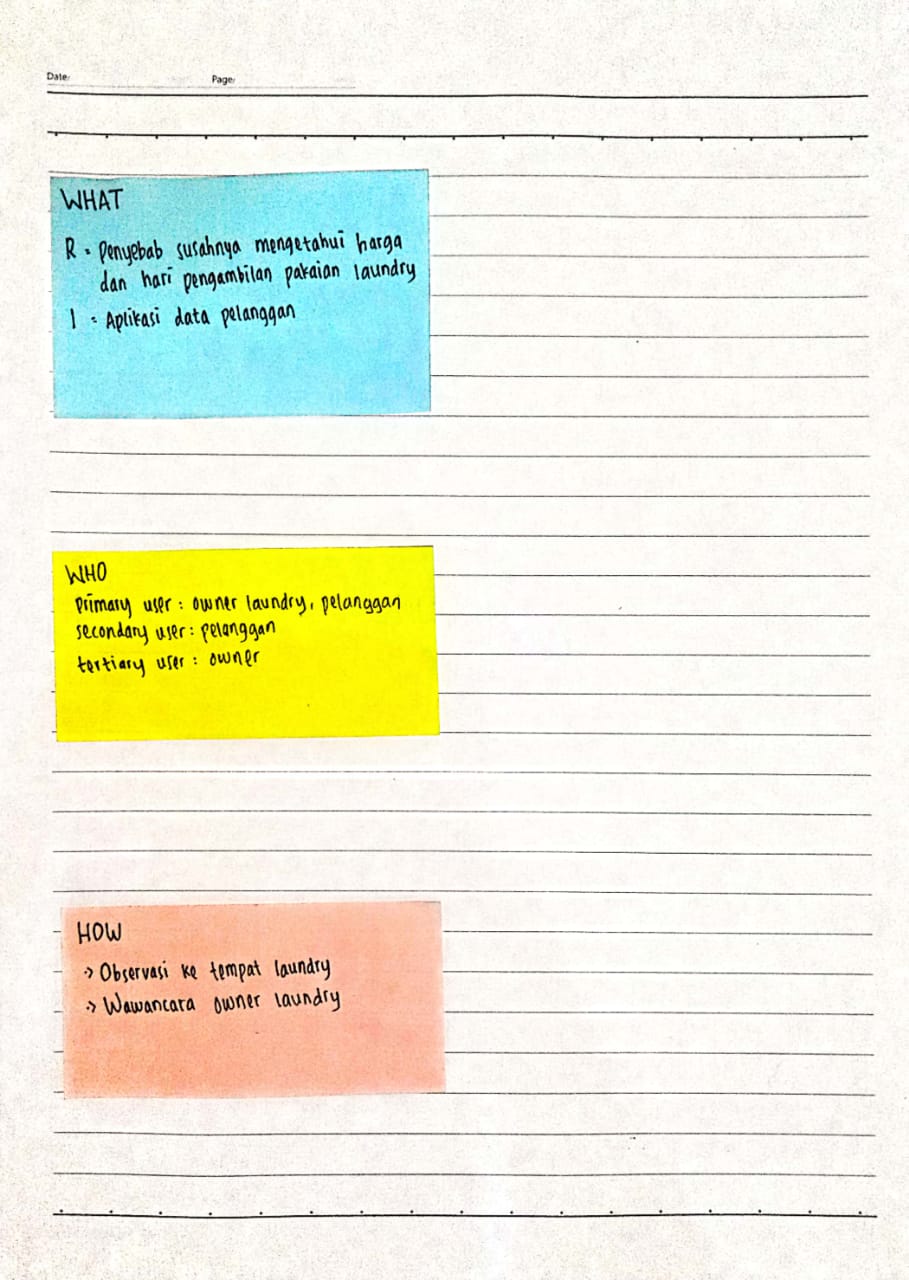 Date:
Page:
WHAT
R = Penyebab susahnya mengetahui harga
dan hari pengambilan pakaian laundry
I = Aplikasi data pelanggan
WHO
primary user : owner laundry, pelanggan
secondary user : pelanggan
tertiary user : owner
HOW
-> Observasi ke tempat laundry
-> Wawancara owner laundry